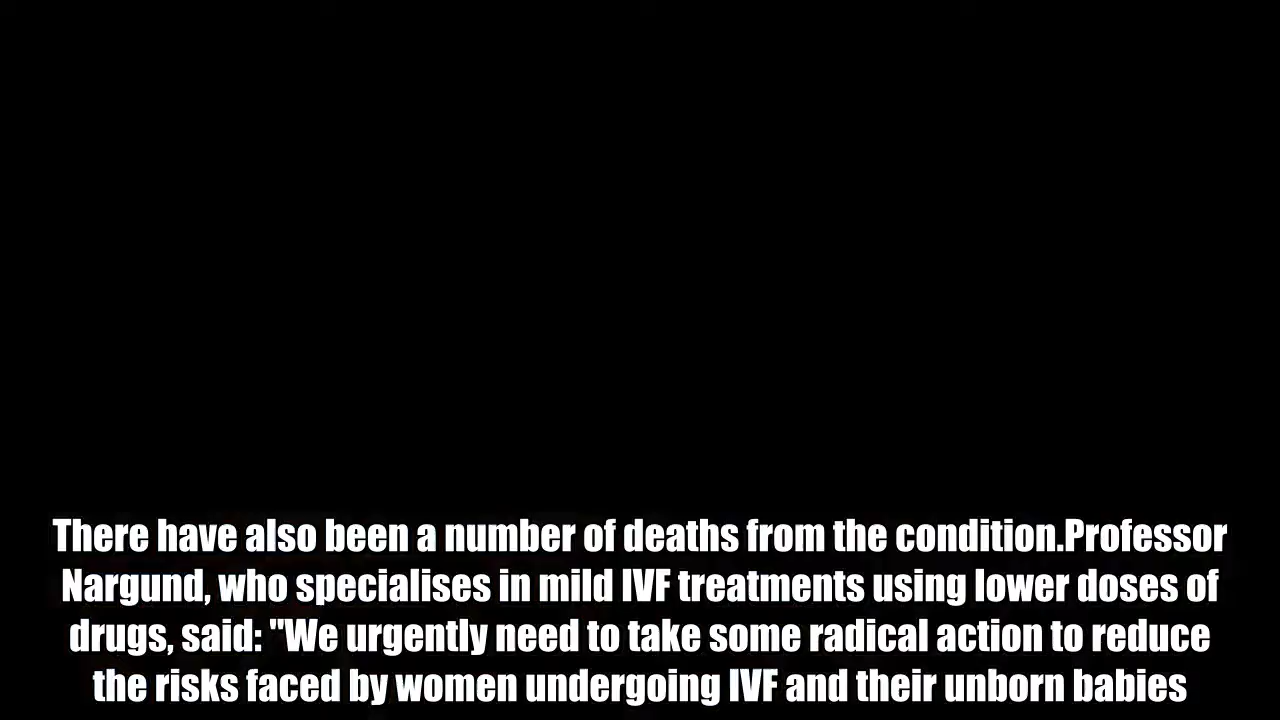 There have also been a number of deaths from the condition.Professor
Nargund, who specialises in mild IVF treatments using lower doses of
drugs, said: "We urgently need to take some radical action to reduce
the risks faced by women undergoing IVF and their unborn babies